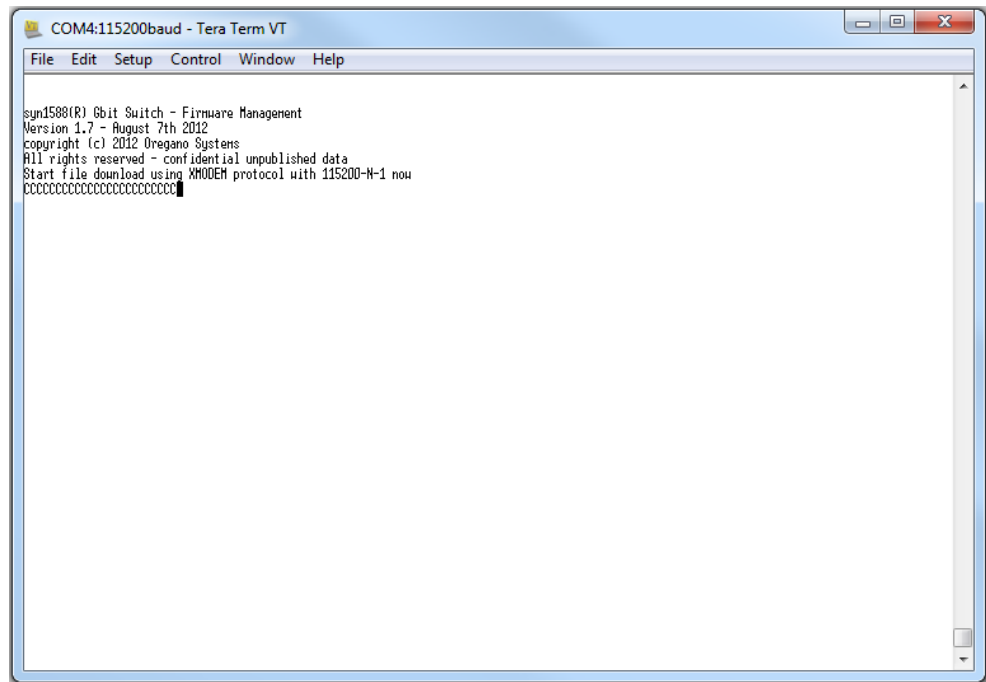 COM4:115200baud - Tera Term VT
File Edit Setup Control Window Help
syn1588(R) Gbit Switch - Firmware Management
Version 1.7 - August 7th 2012
copyright (c) 2012 Oregano Systems
All rights reserved - confidential unpublished data
Start file download using XMODEM protocol with 115200-N-1 now
CCCCCCCCCCCCCCCCCCCCCCCC